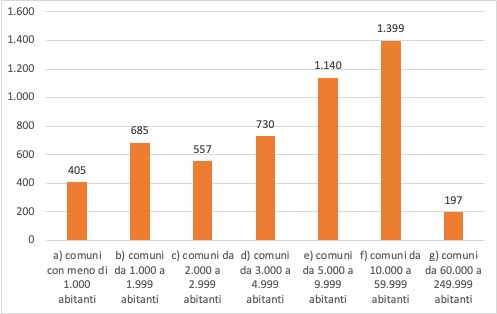 1.600
1.400
1.200
1.000
800
600
400
200
0
405
685
557
730
1.140
1.399
197
a) comuni
con meno di
1.000
abitanti
b) comuni
da 1.000 a
1.999
abitanti
c) comuni da
2.000 a
2.999
abitanti
d) comuni
da 3.000 a
4.999
abitanti
e) comuni
da 5.000 a
9.999
abitanti
f) comuni da
10.000 a
59.999
abitanti
g) comuni
da 60.000 a
249.999
abitanti